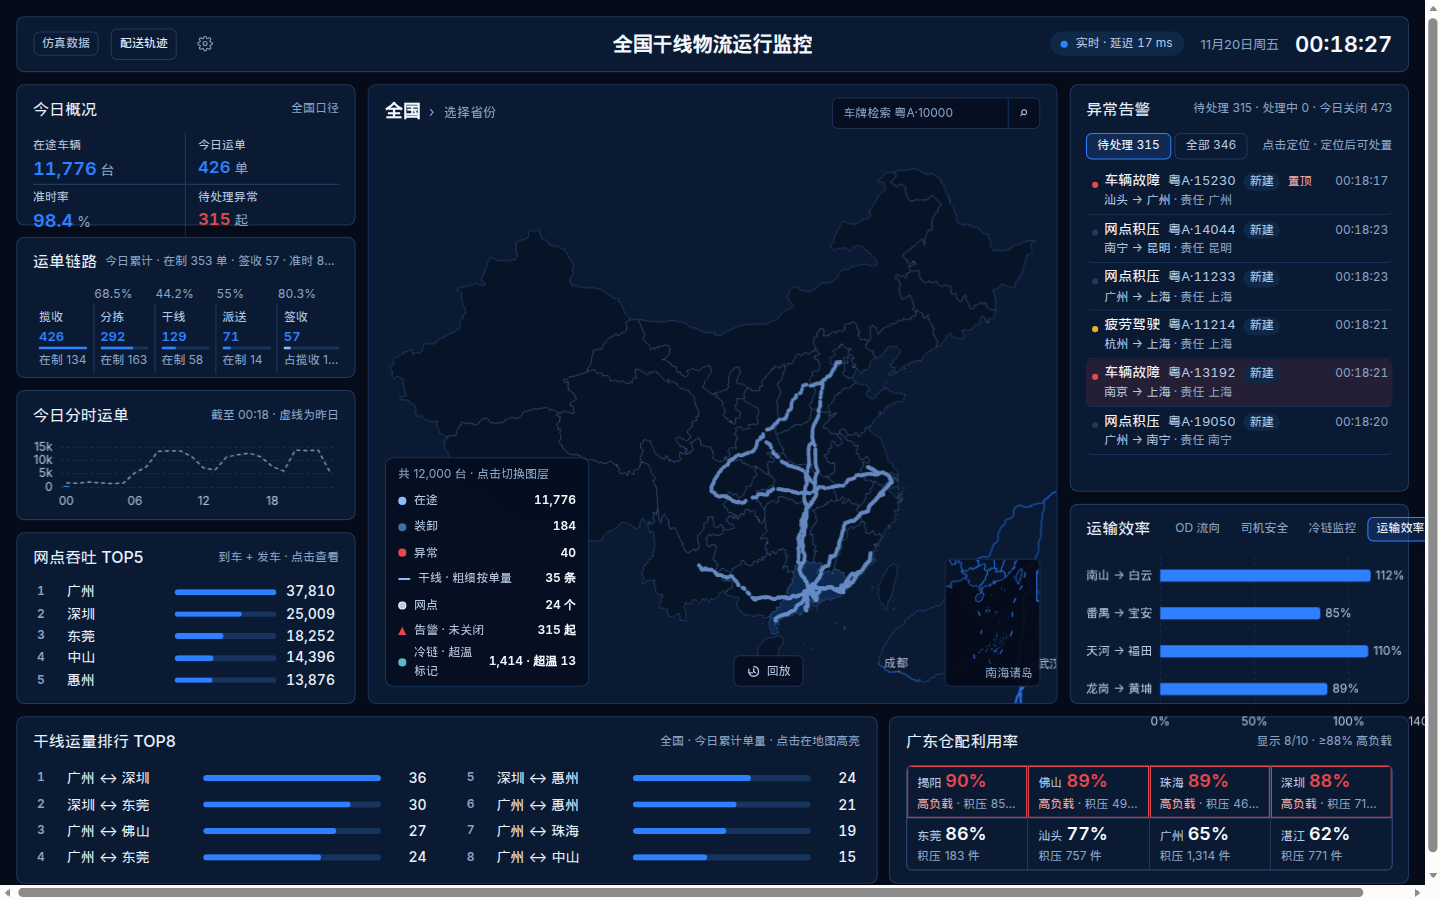 仿真数据
配送轨迹
全国干线物流运行监控
实时 · 延迟 17 ms
11月20日周五
00:18:27
今日概况
全国口径
在途车辆
11,776 台
今日运单
426 单
准时率
98.4 %
待处理异常
315 起
运单链路
今日累计 · 在制 353 单 · 签收 57 · 准时 8...
68.5%
44.2%
55%
80.3%
揽收
分拣
干线
派送
签收
426
292
129
71
57
在制 134
在制 163
在制 58
在制 14
占揽收 1...
今日分时运单
截至 00:18 · 虚线为昨日
15k
10k
5k
0
00
06
12
18
网点吞吐 TOP5
到车 + 发车 · 点击查看
1 广州 37,810
2 深圳 25,009
3 东莞 18,252
4 中山 14,396
5 惠州 13,876
全国 › 选择省份
车牌检索 粤A·10000
共 12,000 台 · 点击切换图层
在途 11,776
装卸 184
异常 40
干线 · 粗细按单量 35 条
网点 24 个
告警 · 未关闭 315 起
冷链 · 超温标记 1,414 · 超温 13
回放
成都
武汉
南海诸岛
异常告警
待处理 315 · 处理中 0 · 今日关闭 473
待处理 315
全部 346
点击定位 · 定位后可处置
车辆故障 粤A·15230 新建 置顶 00:18:17
汕头 → 广州 · 责任 广州
网点积压 粤A·14044 新建 00:18:23
南宁 → 昆明 · 责任 昆明
网点积压 粤A·11233 新建 00:18:23
广州 → 上海 · 责任 上海
疲劳驾驶 粤A·11214 新建 00:18:21
杭州 → 上海 · 责任 上海
车辆故障 粤A·13192 新建 00:18:21
南京 → 上海 · 责任 上海
网点积压 粤A·19050 新建 00:18:20
广州 → 南宁 · 责任 南宁
运输效率
OD 流向
司机安全
冷链监控
运输效率
南山 → 白云 112%
番禺 → 宝安 85%
天河 → 福田 110%
龙岗 → 黄埔 89%
0%
50%
100%
干线运量排行 TOP8
全国 · 今日累计单量 · 点击在地图高亮
1 广州 ↔ 深圳 36
2 深圳 ↔ 东莞 30
3 广州 ↔ 佛山 27
4 广州 ↔ 东莞 24
5 深圳 ↔ 惠州 24
6 广州 ↔ 惠州 21
7 广州 ↔ 珠海 19
8 广州 ↔ 中山 15
广东仓配利用率
显示 8/10 · ≥88% 高负载
揭阳 90%
高负载 · 积压 85...
佛山 89%
高负载 · 积压 49...
珠海 89%
高负载 · 积压 46...
深圳 88%
高负载 · 积压 71...
东莞 86%
积压 183 件
汕头 77%
积压 757 件
广州 65%
积压 1,314 件
湛江 62%
积压 771 件